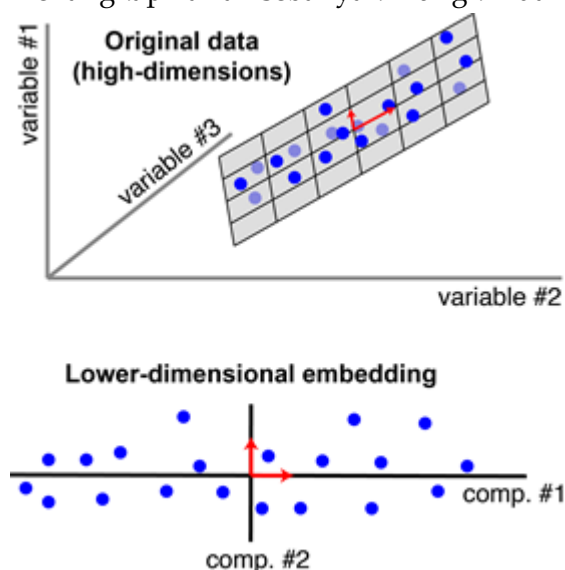 Original data
(high-dimensions)
variable #1
variable #3
variable #2
Lower-dimensional embedding
comp. #1
comp. #2